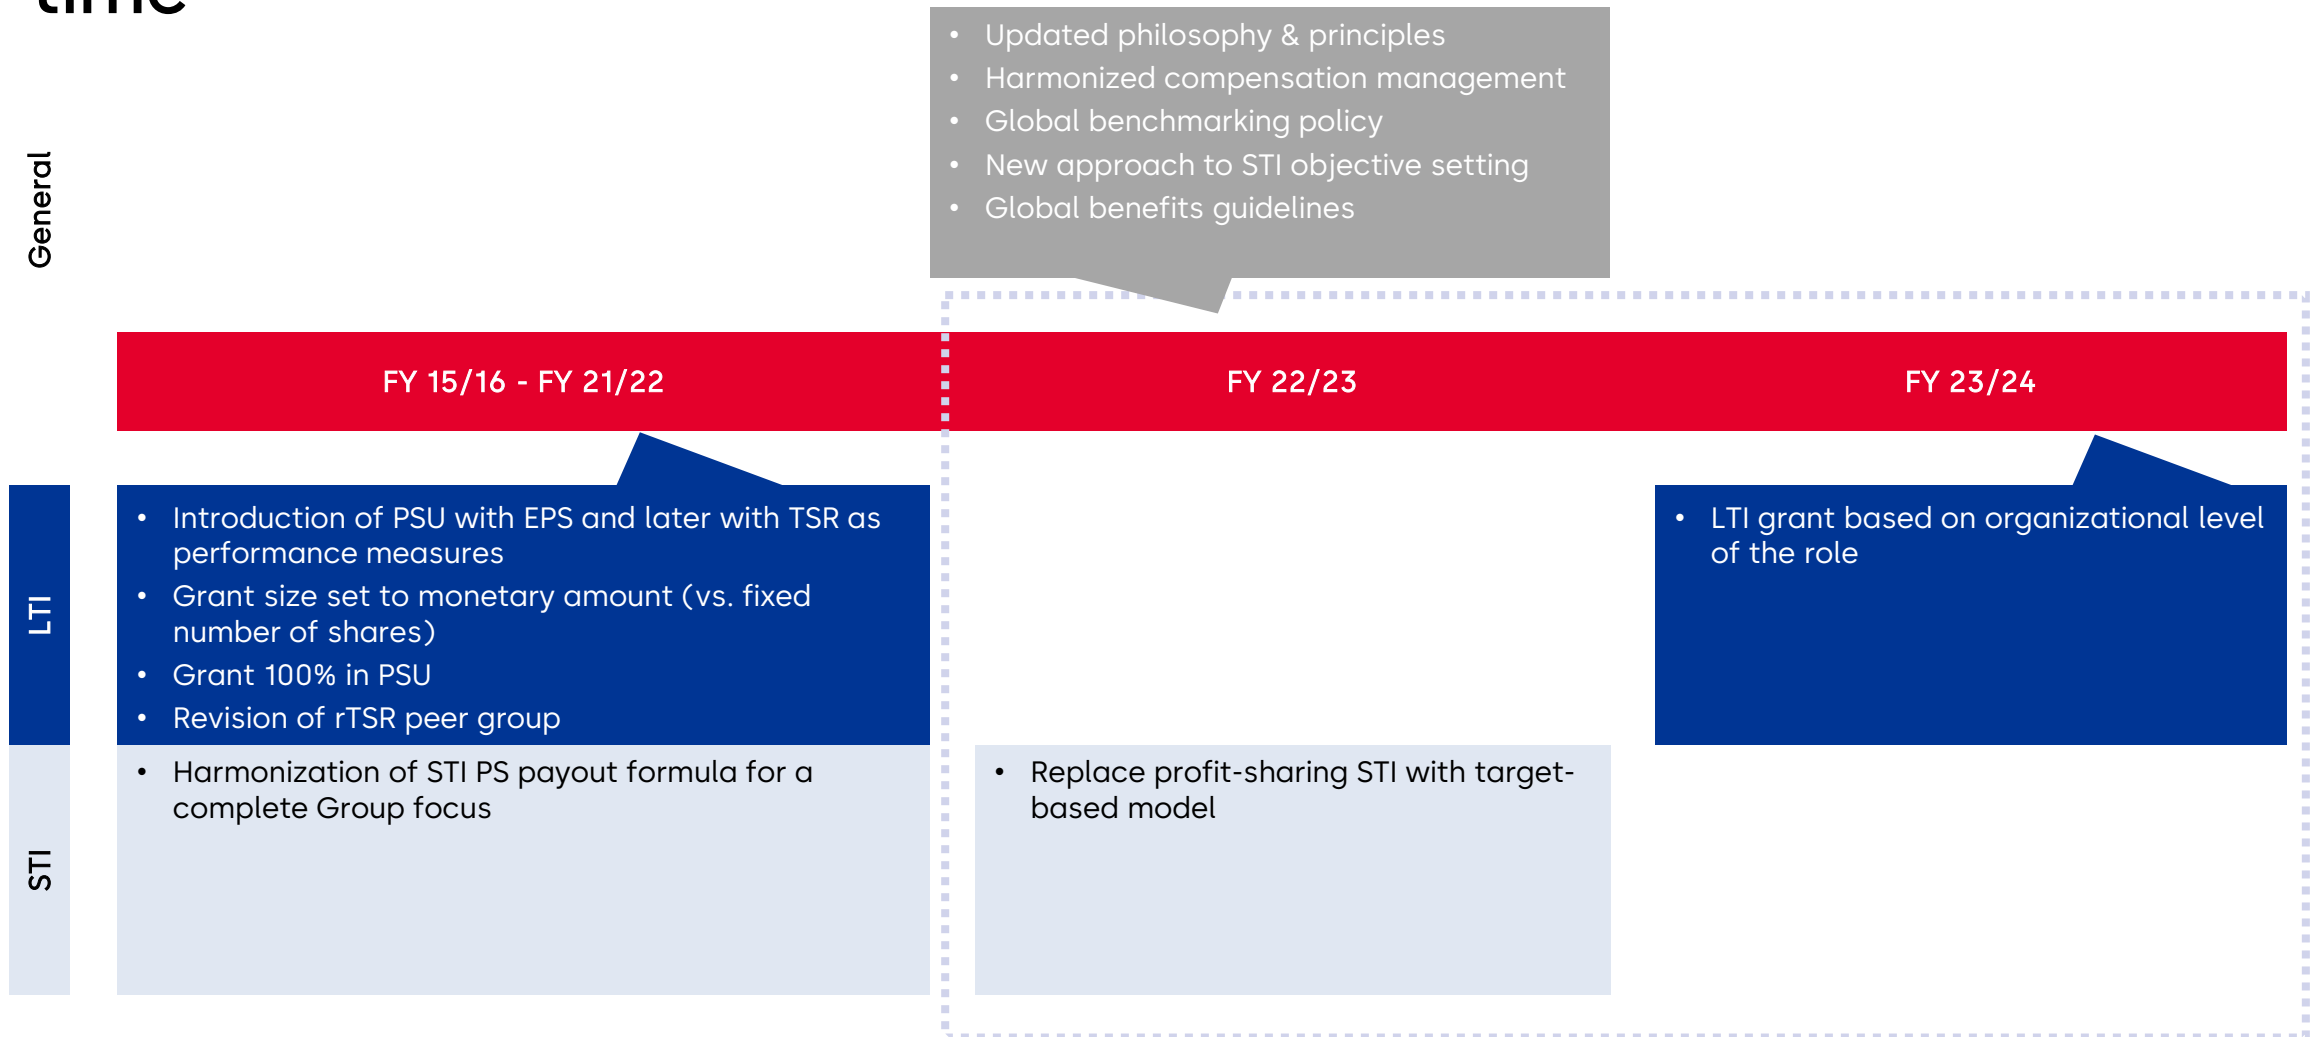 time
• Updated philosophy & principles
• Harmonized compensation management
• Global benchmarking policy
• New approach to STI objective setting
• Global benefits guidelines
General
FY 15/16 - FY 21/22
FY 22/23
FY 23/24
LTI
• Introduction of PSU with EPS and later with TSR as
performance measures
• Grant size set to monetary amount (vs. fixed
number of shares)
• Grant 100% in PSU
• Revision of rTSR peer group
• LTI grant based on organizational level
of the role
STI
• Harmonization of STI PS payout formula for a
complete Group focus
• Replace profit-sharing STI with target-
based model